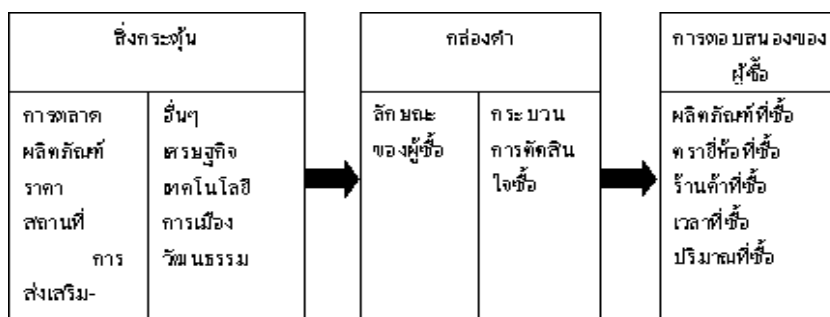 สิ่งกระตุ้น
การตลาด
ผลิตภัณฑ์
ราคา
สถานที่
การ
ส่งเสริม-
อื่นๆ
เศรษฐกิจ
เทคโนโลยี
การเมือง
วัฒนธรรม
กล่องดำ
ลักษณะ
ของผู้ซื้อ
กระบวน
การตัดสิน
ใจซื้อ
การตอบสนองของ
ผู้ซื้อ
ผลิตภัณฑ์ที่ซื้อ
ตรายี่ห้อที่ซื้อ
ร้านค้าที่ซื้อ
เวลาที่ซื้อ
ปริมาณที่ซื้อ